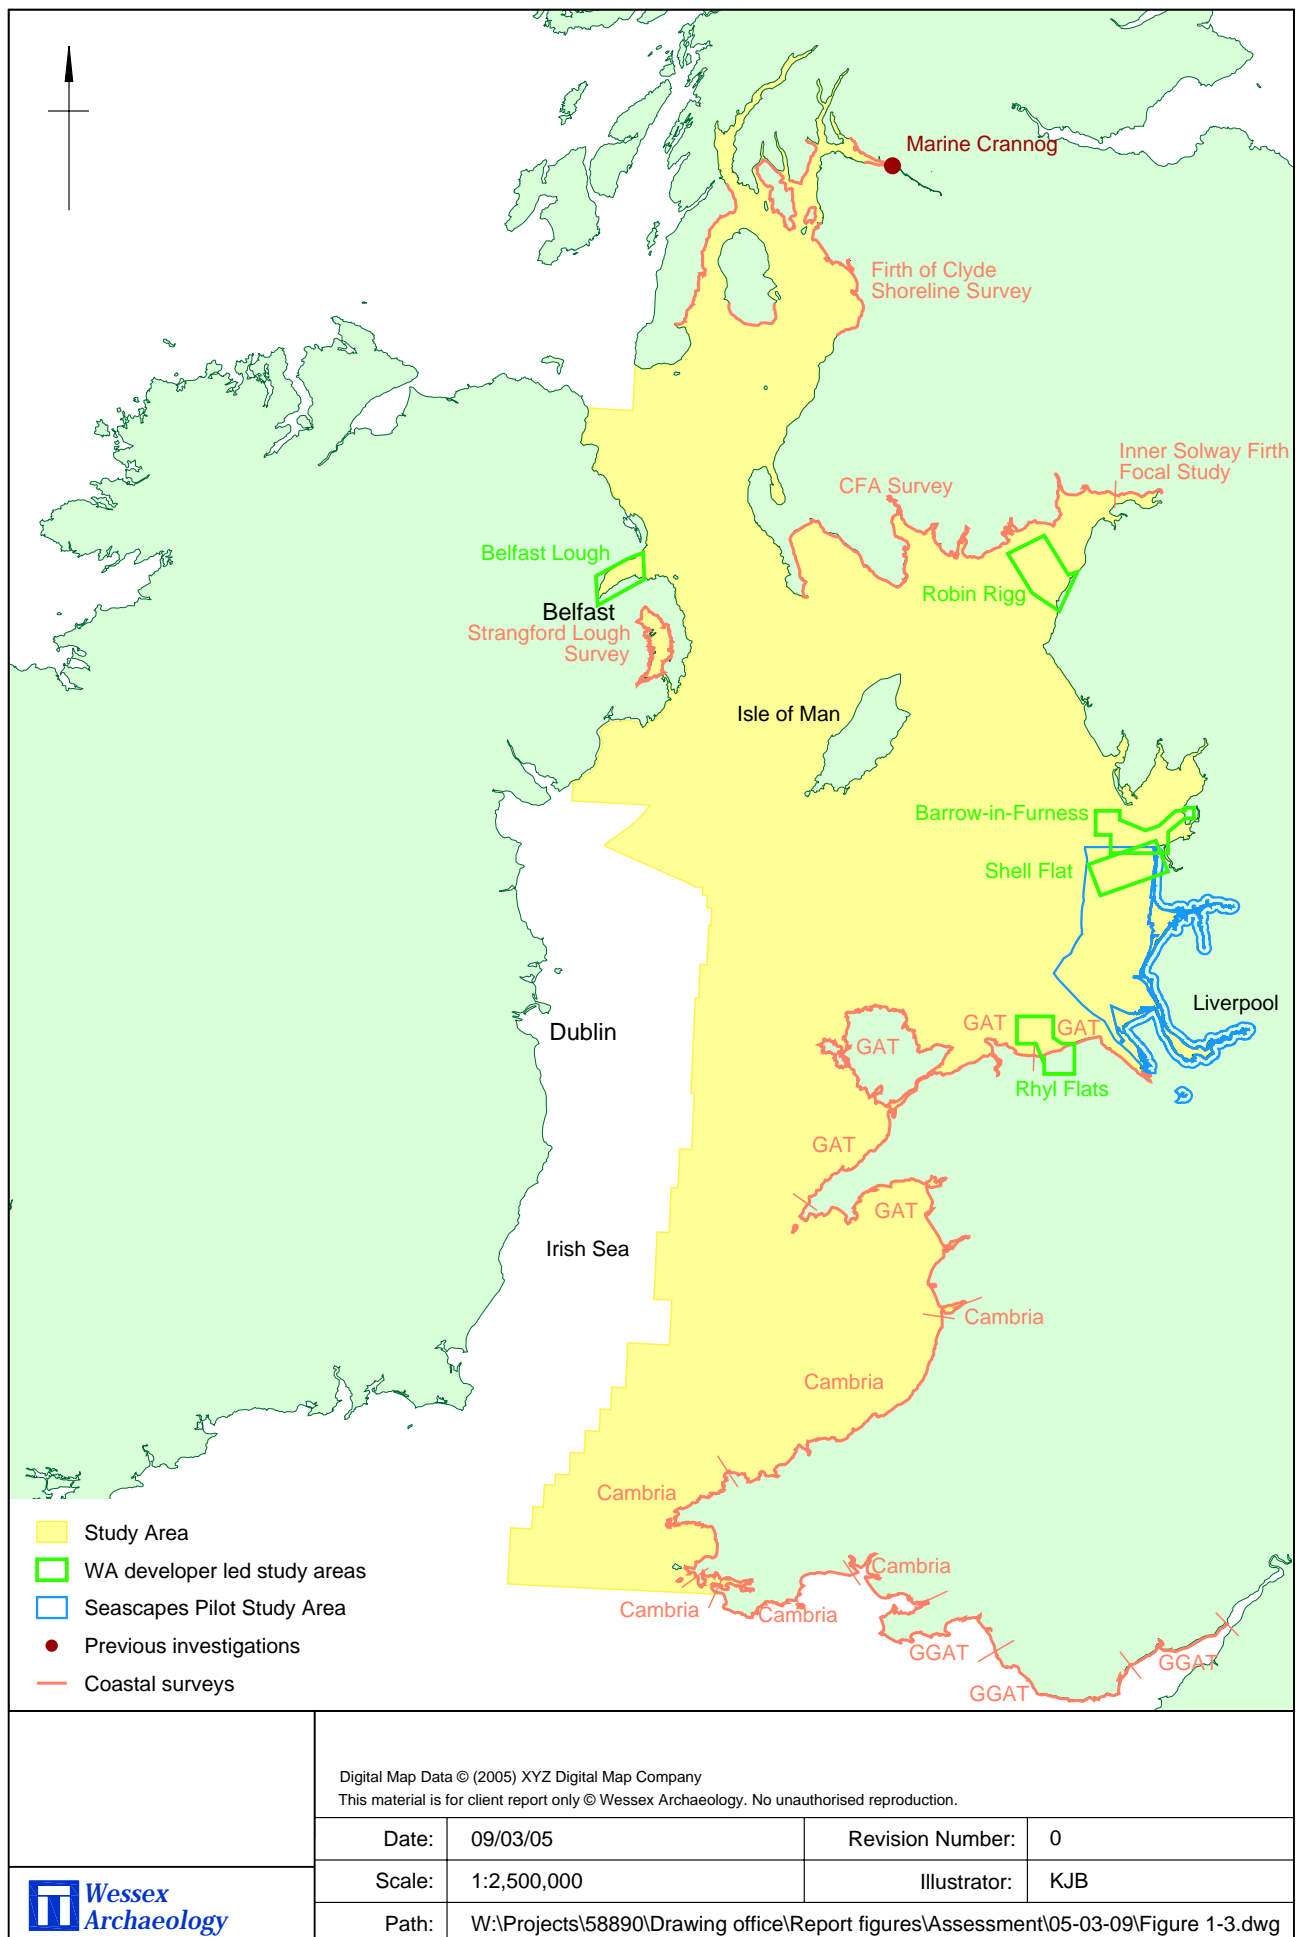 Marine Crannog
Firth of Clyde
Shoreline Survey
Inner Solway Firth
Focal Study
CFA Survey
Belfast Lough
Robin Rigg
Belfast
Strangford Lough
Survey
Isle of Man
Barrow-in-Furness
Shell Flat
Liverpool
Dublin
GAT
GAT
GAT
Rhyl Flats
GAT
GAT
Irish Sea
Cambria
Cambria
Cambria
Cambria
Cambria
Cambria
GGAT
GGAT
GGAT
Study Area
WA developer led study areas
Seascapes Pilot Study Area
Previous investigations
Coastal surveys
Digital Map Data © (2005) XYZ Digital Map Company
This material is for client report only © Wessex Archaeology. No unauthorised reproduction.
Date: 09/03/05 Revision Number: 0
Scale: 1:2,500,000 Illustrator: KJB
Path: W:\Projects\58890\Drawing office\Report figures\Assessment\05-03-09\Figure 1-3.dwg
Wessex
Archaeology